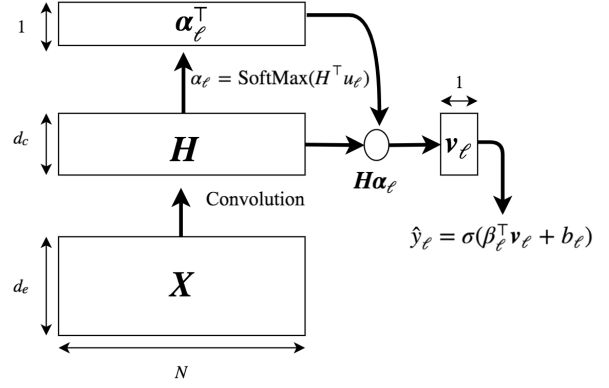 1
α_ℓ^⊤
α_ℓ = SoftMax(H^⊤u_ℓ)
1
d_c
H
v_ℓ
Hα_ℓ
Convolution
ŷ_ℓ = σ(β_ℓ^⊤v_ℓ + b_ℓ)
d_e
X
N